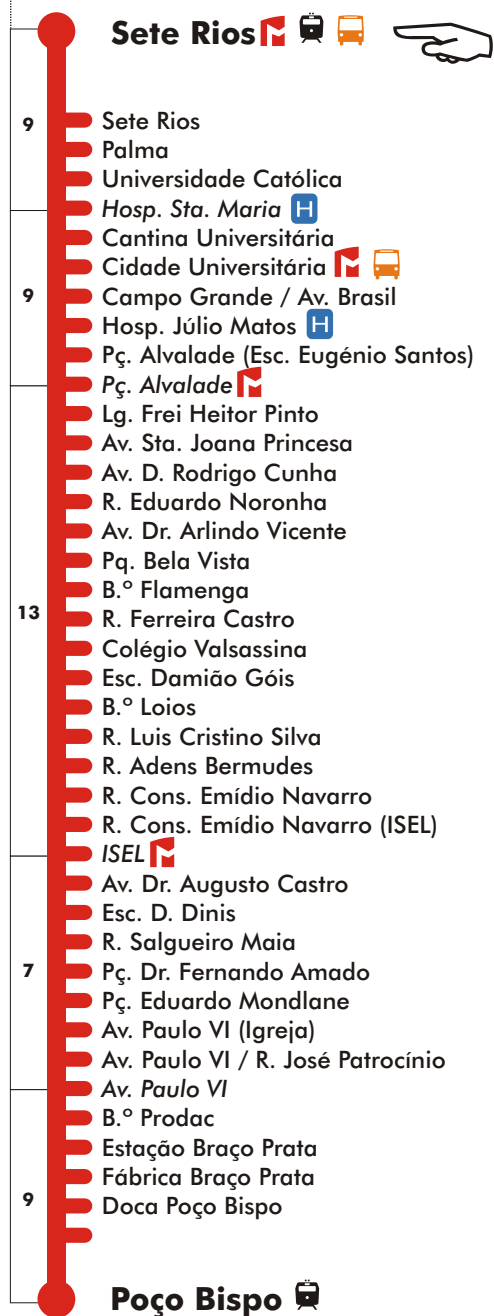 Sete Rios
9
Sete Rios
Palma
Universidade Católica
Hosp. Sta. Maria H
Cantina Universitária
Cidade Universitária
9
Campo Grande / Av. Brasil
Hosp. Júlio Matos H
Pç. Alvalade (Esc. Eugénio Santos)
Pç. Alvalade
Lg. Frei Heitor Pinto
Av. Sta. Joana Princesa
Av. D. Rodrigo Cunha
R. Eduardo Noronha
Av. Dr. Arlindo Vicente
Pq. Bela Vista
B.º Flamenga
13
R. Ferreira Castro
Colégio Valsassina
Esc. Damião Góis
B.º Loios
R. Luis Cristino Silva
R. Adens Bermudes
R. Cons. Emídio Navarro
R. Cons. Emídio Navarro (ISEL)
ISEL
Av. Dr. Augusto Castro
Esc. D. Dinis
R. Salgueiro Maia
7
Pç. Dr. Fernando Amado
Pç. Eduardo Mondlane
Av. Paulo VI (Igreja)
Av. Paulo VI / R. José Patrocínio
Av. Paulo VI
B.º Prodac
Estação Braço Prata
Fábrica Braço Prata
9
Doca Poço Bispo
Poço Bispo